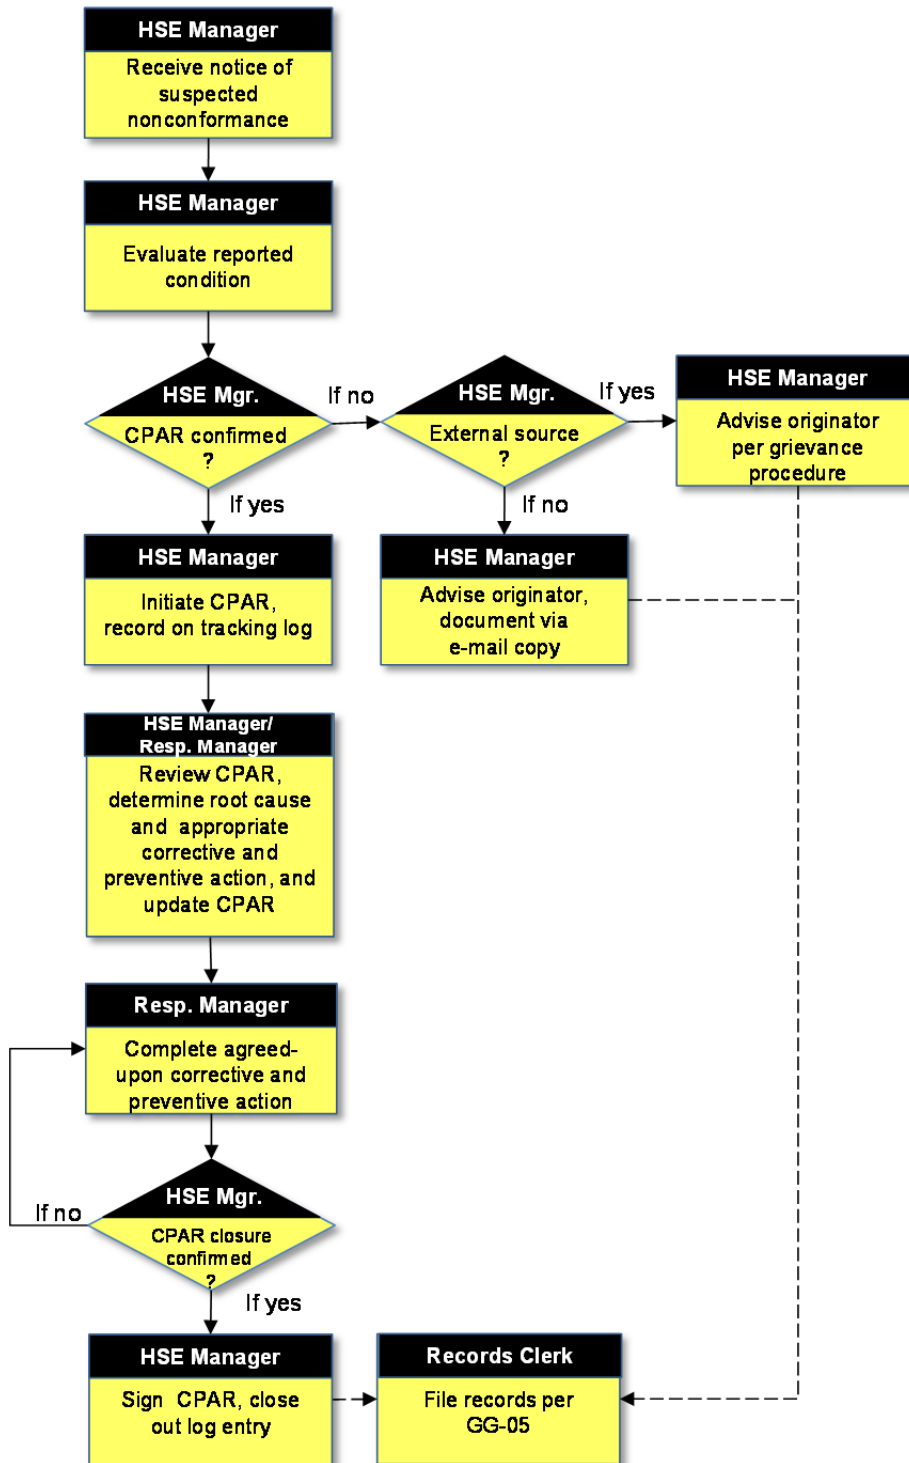 HSE Manager
Receive notice of
suspected
nonconformance
HSE Manager
Evaluate reported
condition
HSE Mgr.
CPAR confirmed
?
If no
HSE Mgr.
External source
?
If yes
HSE Manager
Advise originator
per grievance
procedure
If yes
If no
HSE Manager
Initiate CPAR,
record on tracking log
HSE Manager
Advise originator,
document via
e-mail copy
HSE Manager/
Resp. Manager
Review CPAR,
determine root cause
and appropriate
corrective and
preventive action, and
update CPAR
Resp. Manager
Complete agreed-
upon corrective and
preventive action
HSE Mgr.
CPAR closure
confirmed
?
If no
If yes
HSE Manager
Sign CPAR, close
out log entry
Records Clerk
File records per
GG-05